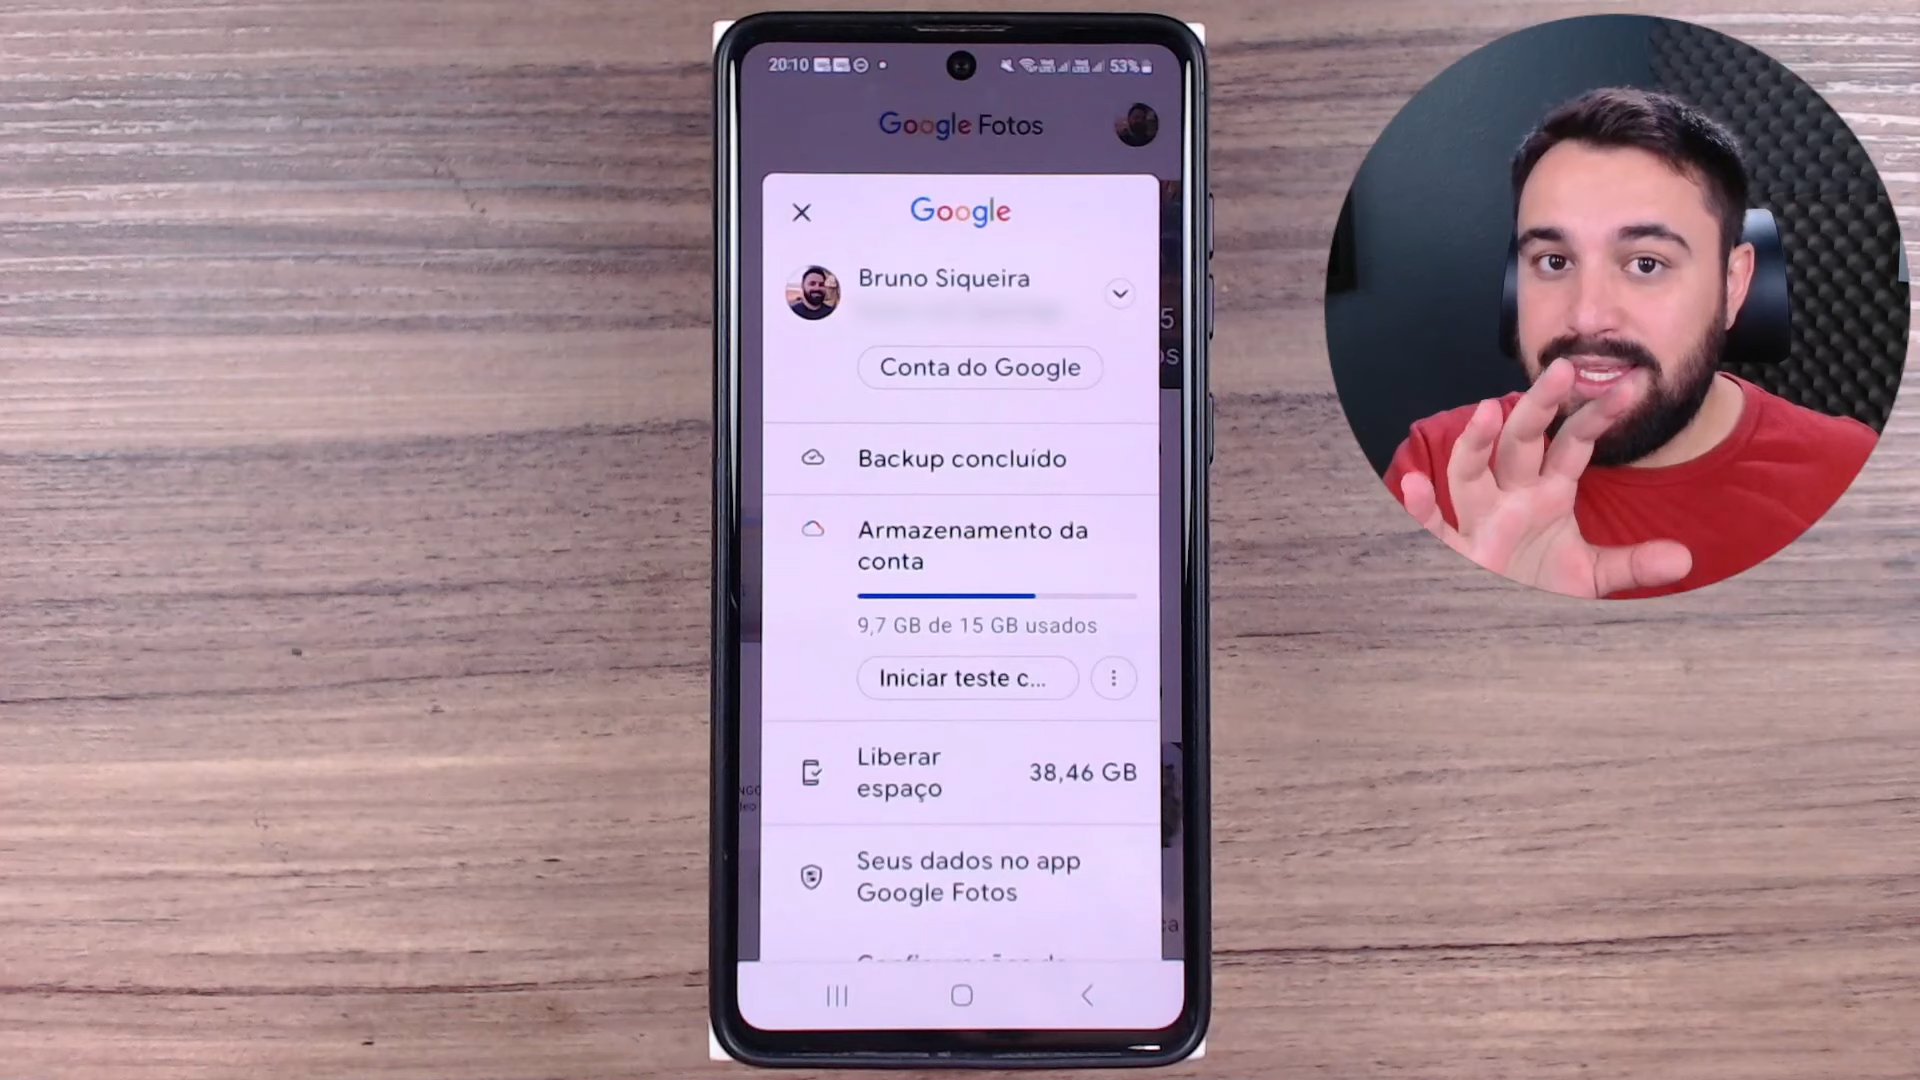 20:10
53%
Google Fotos
Google
Bruno Siqueira
Conta do Google
Backup concluído
Armazenamento da
conta
9,7 GB de 15 GB usados
Iniciar teste c...
Liberar
espaço
38,46 GB
Seus dados no app
Google Fotos